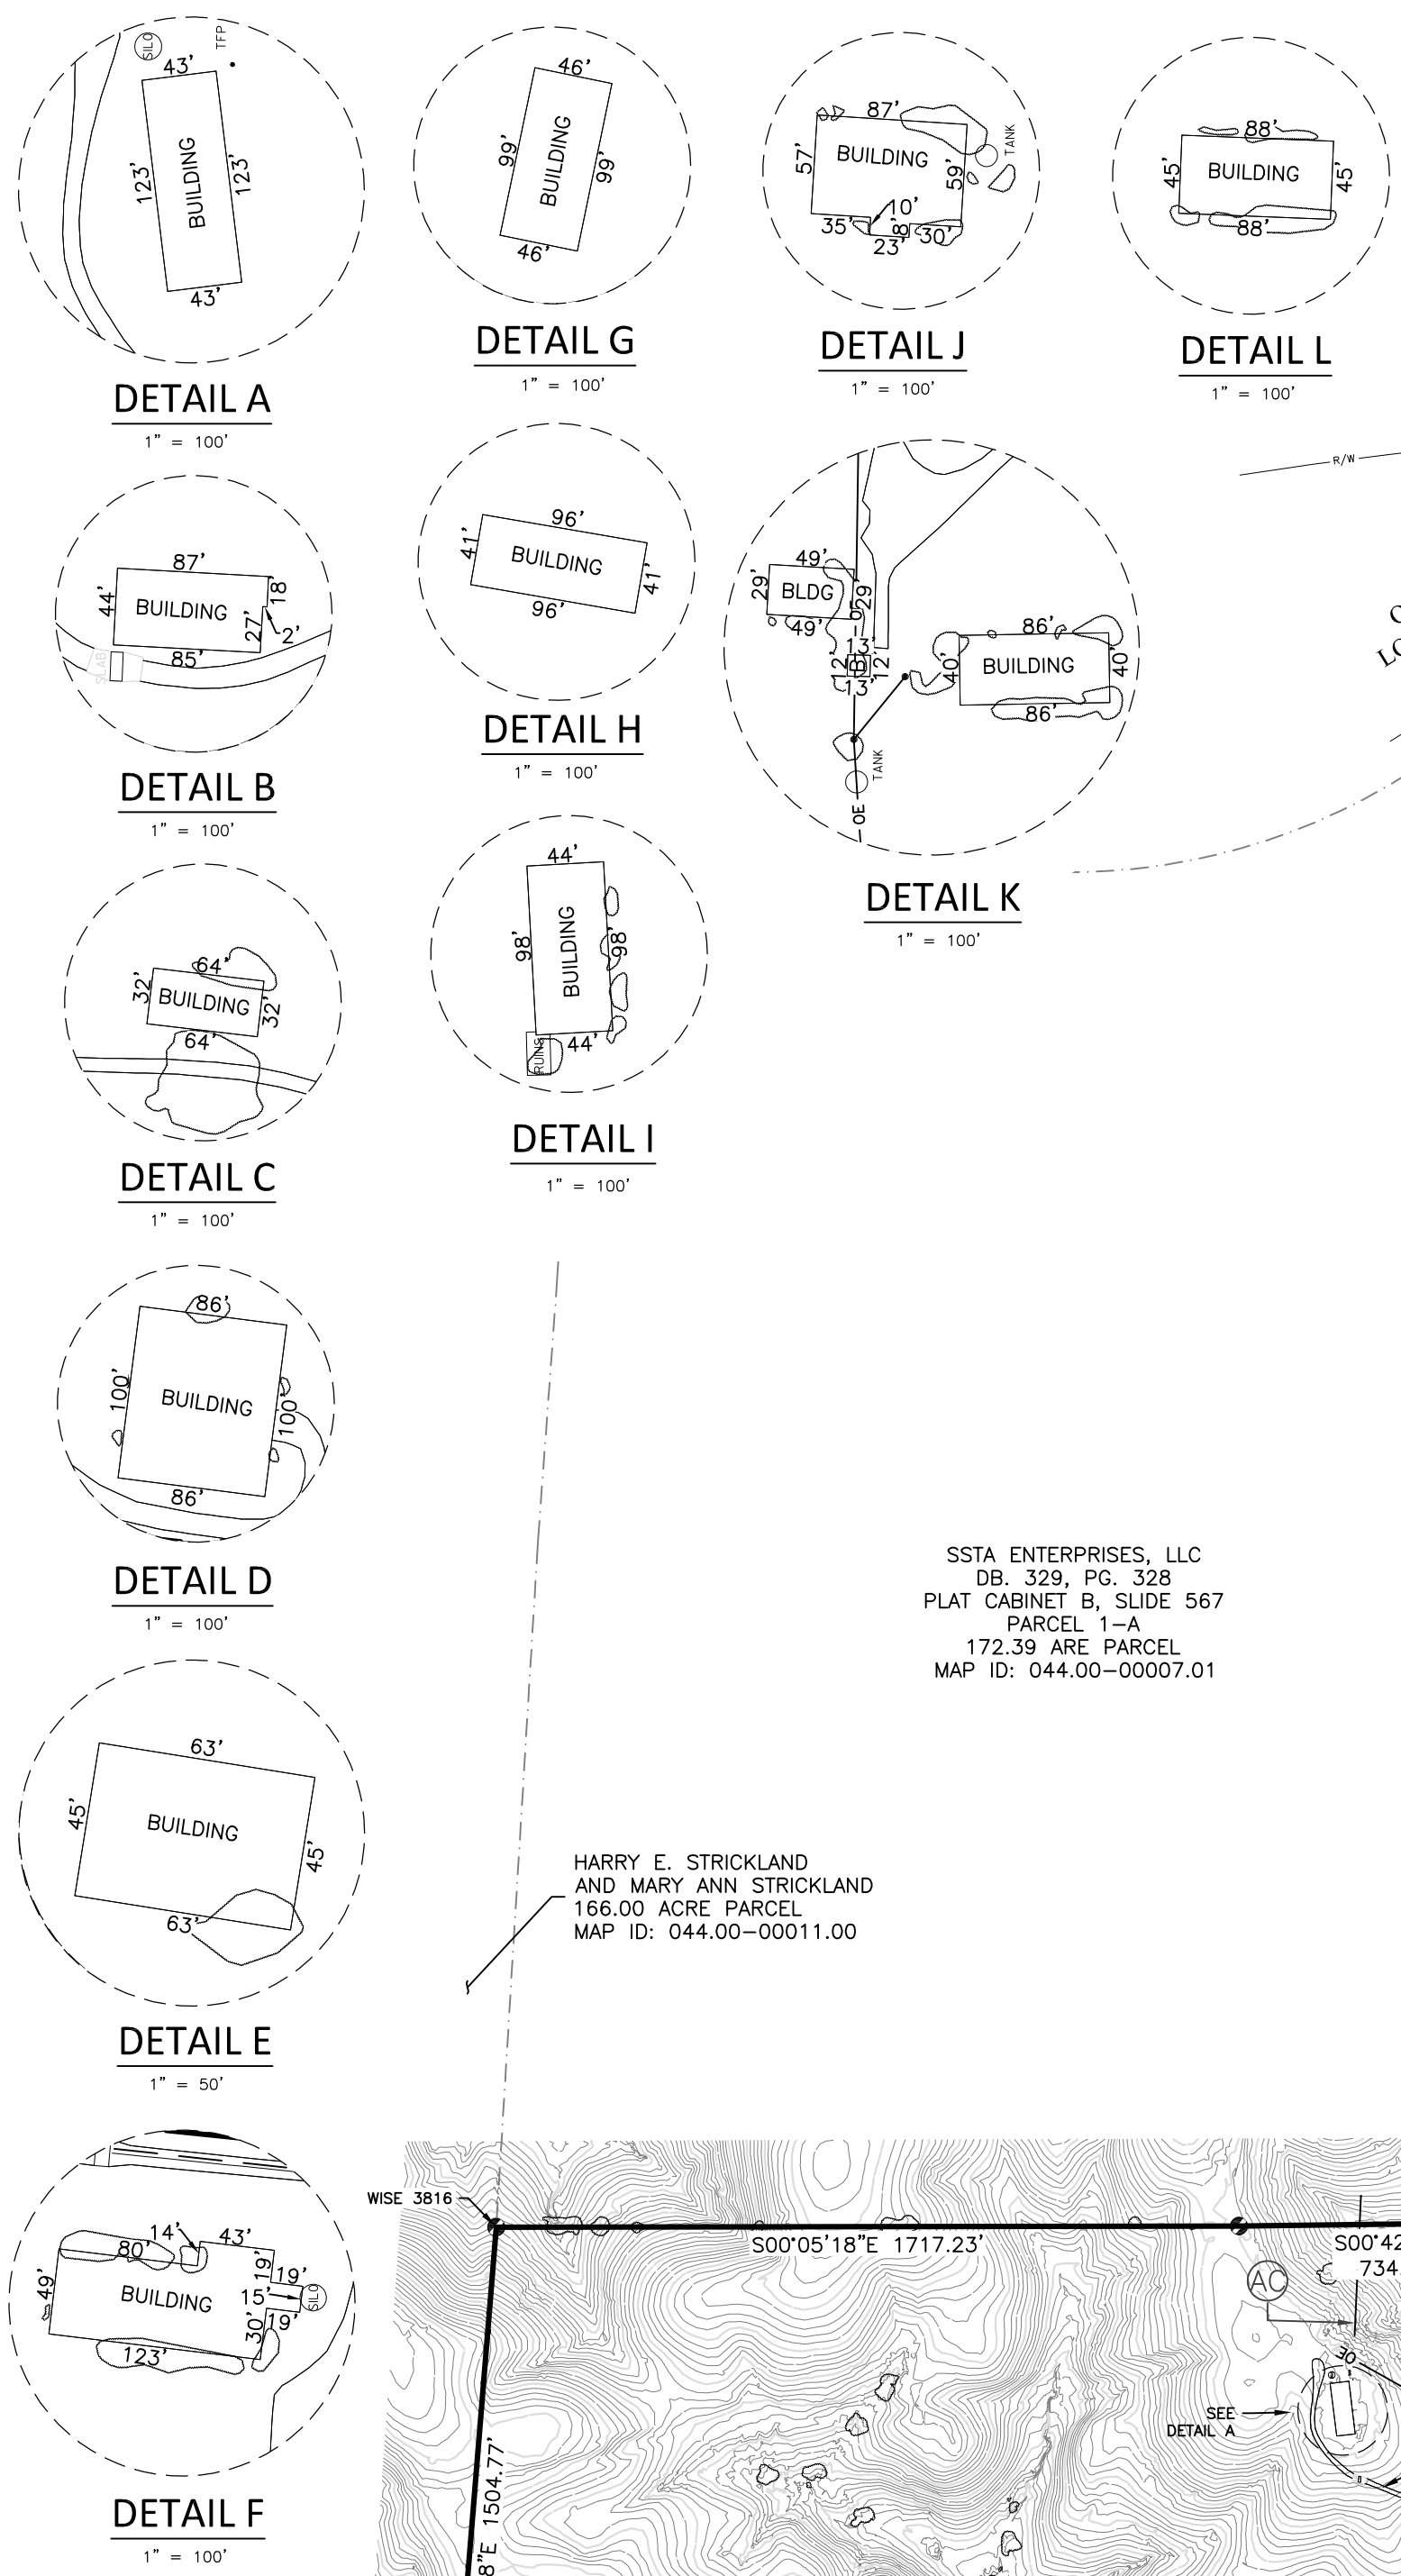 SILO
TFP
43'
123'
BUILDING
123'
43'
DETAIL A
1" = 100'
46'
99'
BUILDING
99'
46'
DETAIL G
1" = 100'
87'
57'
BUILDING
59'
TANK
10'
35'
8'
23'
30'
DETAIL J
1" = 100'
88'
45'
BUILDING
45'
88'
DETAIL L
1" = 100'
R/W
87'
44'
BUILDING
18
27'
2'
85'
SLAB
DETAIL B
1" = 100'
96'
41'
BUILDING
41'
96'
DETAIL H
1" = 100'
49'
29'
BLDG
29'
OE
49'
13'
12'
B
12'
13'
86'
40'
BUILDING
40'
86'
TANK
OE
DETAIL K
1" = 100'
LO
64'
32'
BUILDING
32'
64'
DETAIL C
1" = 100'
44'
98'
BUILDING
98'
44'
RUINS
DETAIL I
1" = 100'
86'
100'
BUILDING
100'
86'
DETAIL D
1" = 100'
SSTA ENTERPRISES, LLC
DB. 329, PG. 328
PLAT CABINET B, SLIDE 567
PARCEL 1-A
172.39 ARE PARCEL
MAP ID: 044.00-00007.01
63'
45'
BUILDING
45'
63'
DETAIL E
1" = 50'
HARRY E. STRICKLAND
AND MARY ANN STRICKLAND
166.00 ACRE PARCEL
MAP ID: 044.00-00011.00
14'
43'
80'
19'
19'
49'
BUILDING
15'
SILO
30'
19'
123'
DETAIL F
1" = 100'
WISE 3816
S00°05'18"E 1717.23'
S00°42
734.
AC
OE
SEE
DETAIL A
8"E 1504.77'